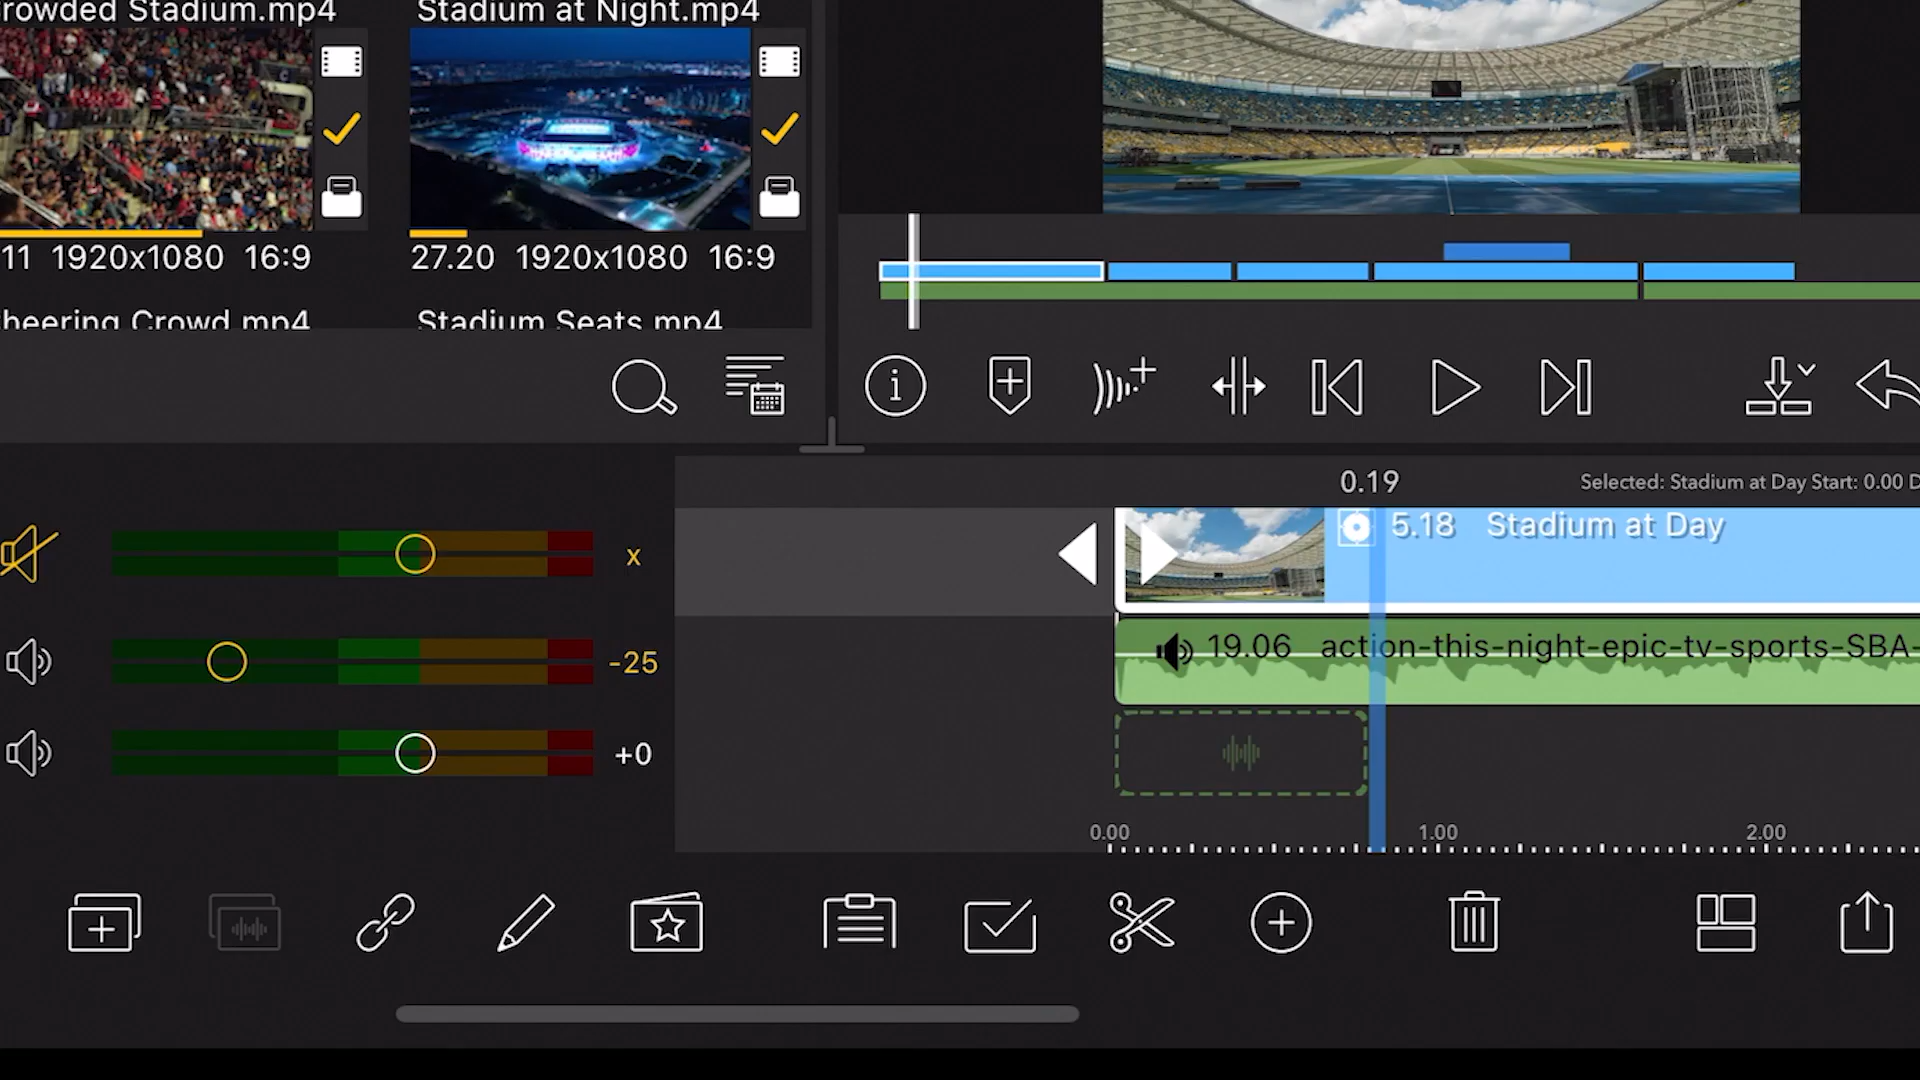 rowded Stadium.mp4
Stadium at Night.mp4
11 1920x1080 16:9
27.20 1920x1080 16:9
heering Crowd.mp4
Stadium Seats.mp4
0.19
Selected: Stadium at Day Start: 0.00 D
5.18 Stadium at Day
x
19.06 action-this-night-epic-tv-sports-SBA-
-25
+0
0.00 1.00 2.00